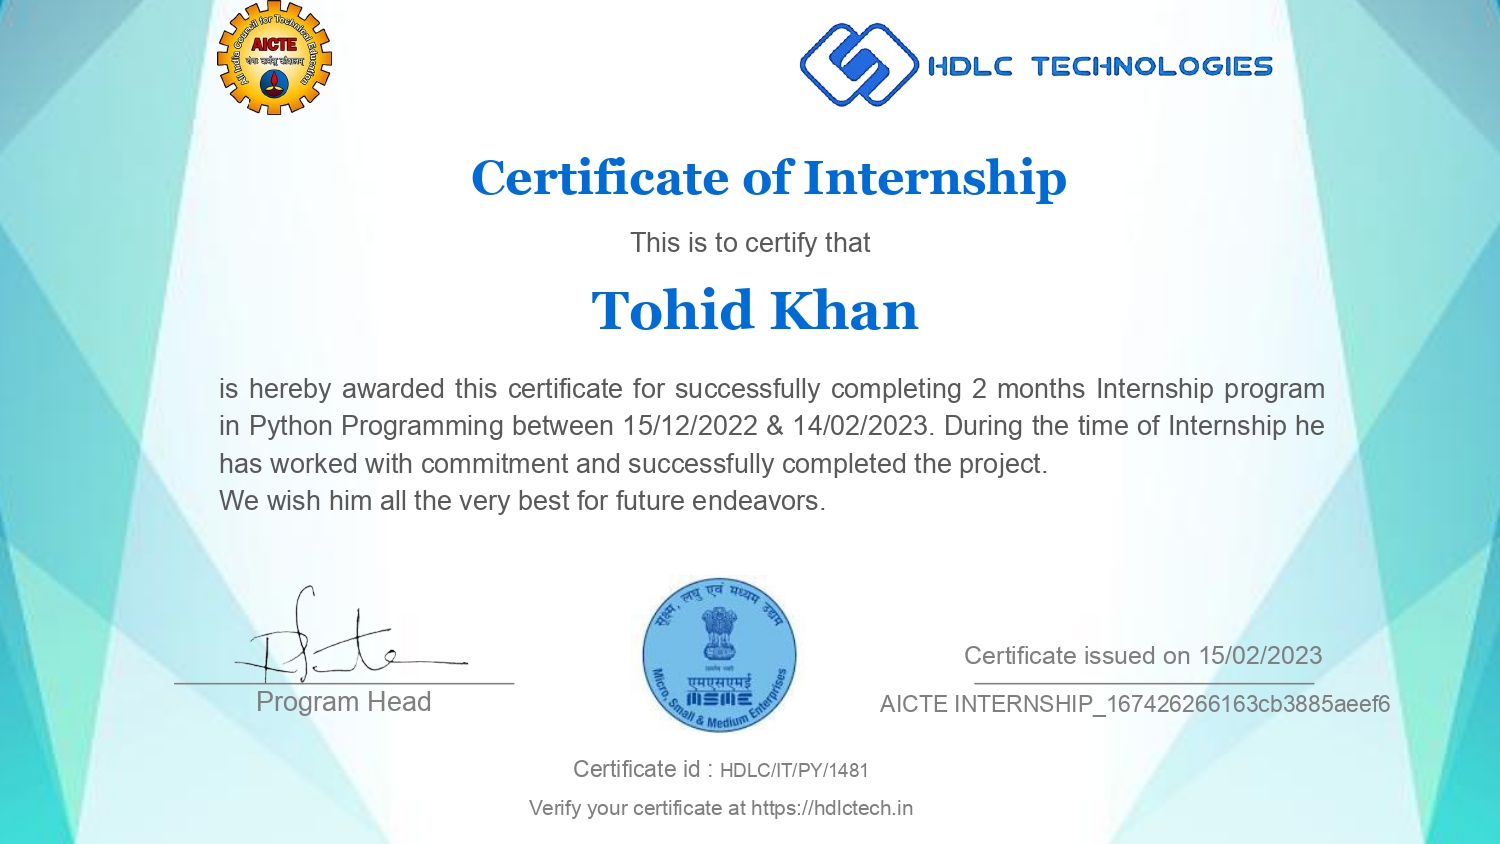 All India Council for Technical Education
AICTE
HDLC TECHNOLOGIES
Certificate of Internship
This is to certify that
Tohid Khan
is hereby awarded this certificate for successfully completing 2 months Internship program
in Python Programming between 15/12/2022 & 14/02/2023. During the time of Internship he
has worked with commitment and successfully completed the project.
We wish him all the very best for future endeavors.
सूक्ष्म, लघु एवं मध्यम उद्यम
एमएसएमई
MSME
Micro, Small & Medium Enterprises
Program Head
Certificate issued on 15/02/2023
AICTE INTERNSHIP_167426266163cb3885aeef6
Certificate id : HDLC/IT/PY/1481
Verify your certificate at https://hdlctech.in